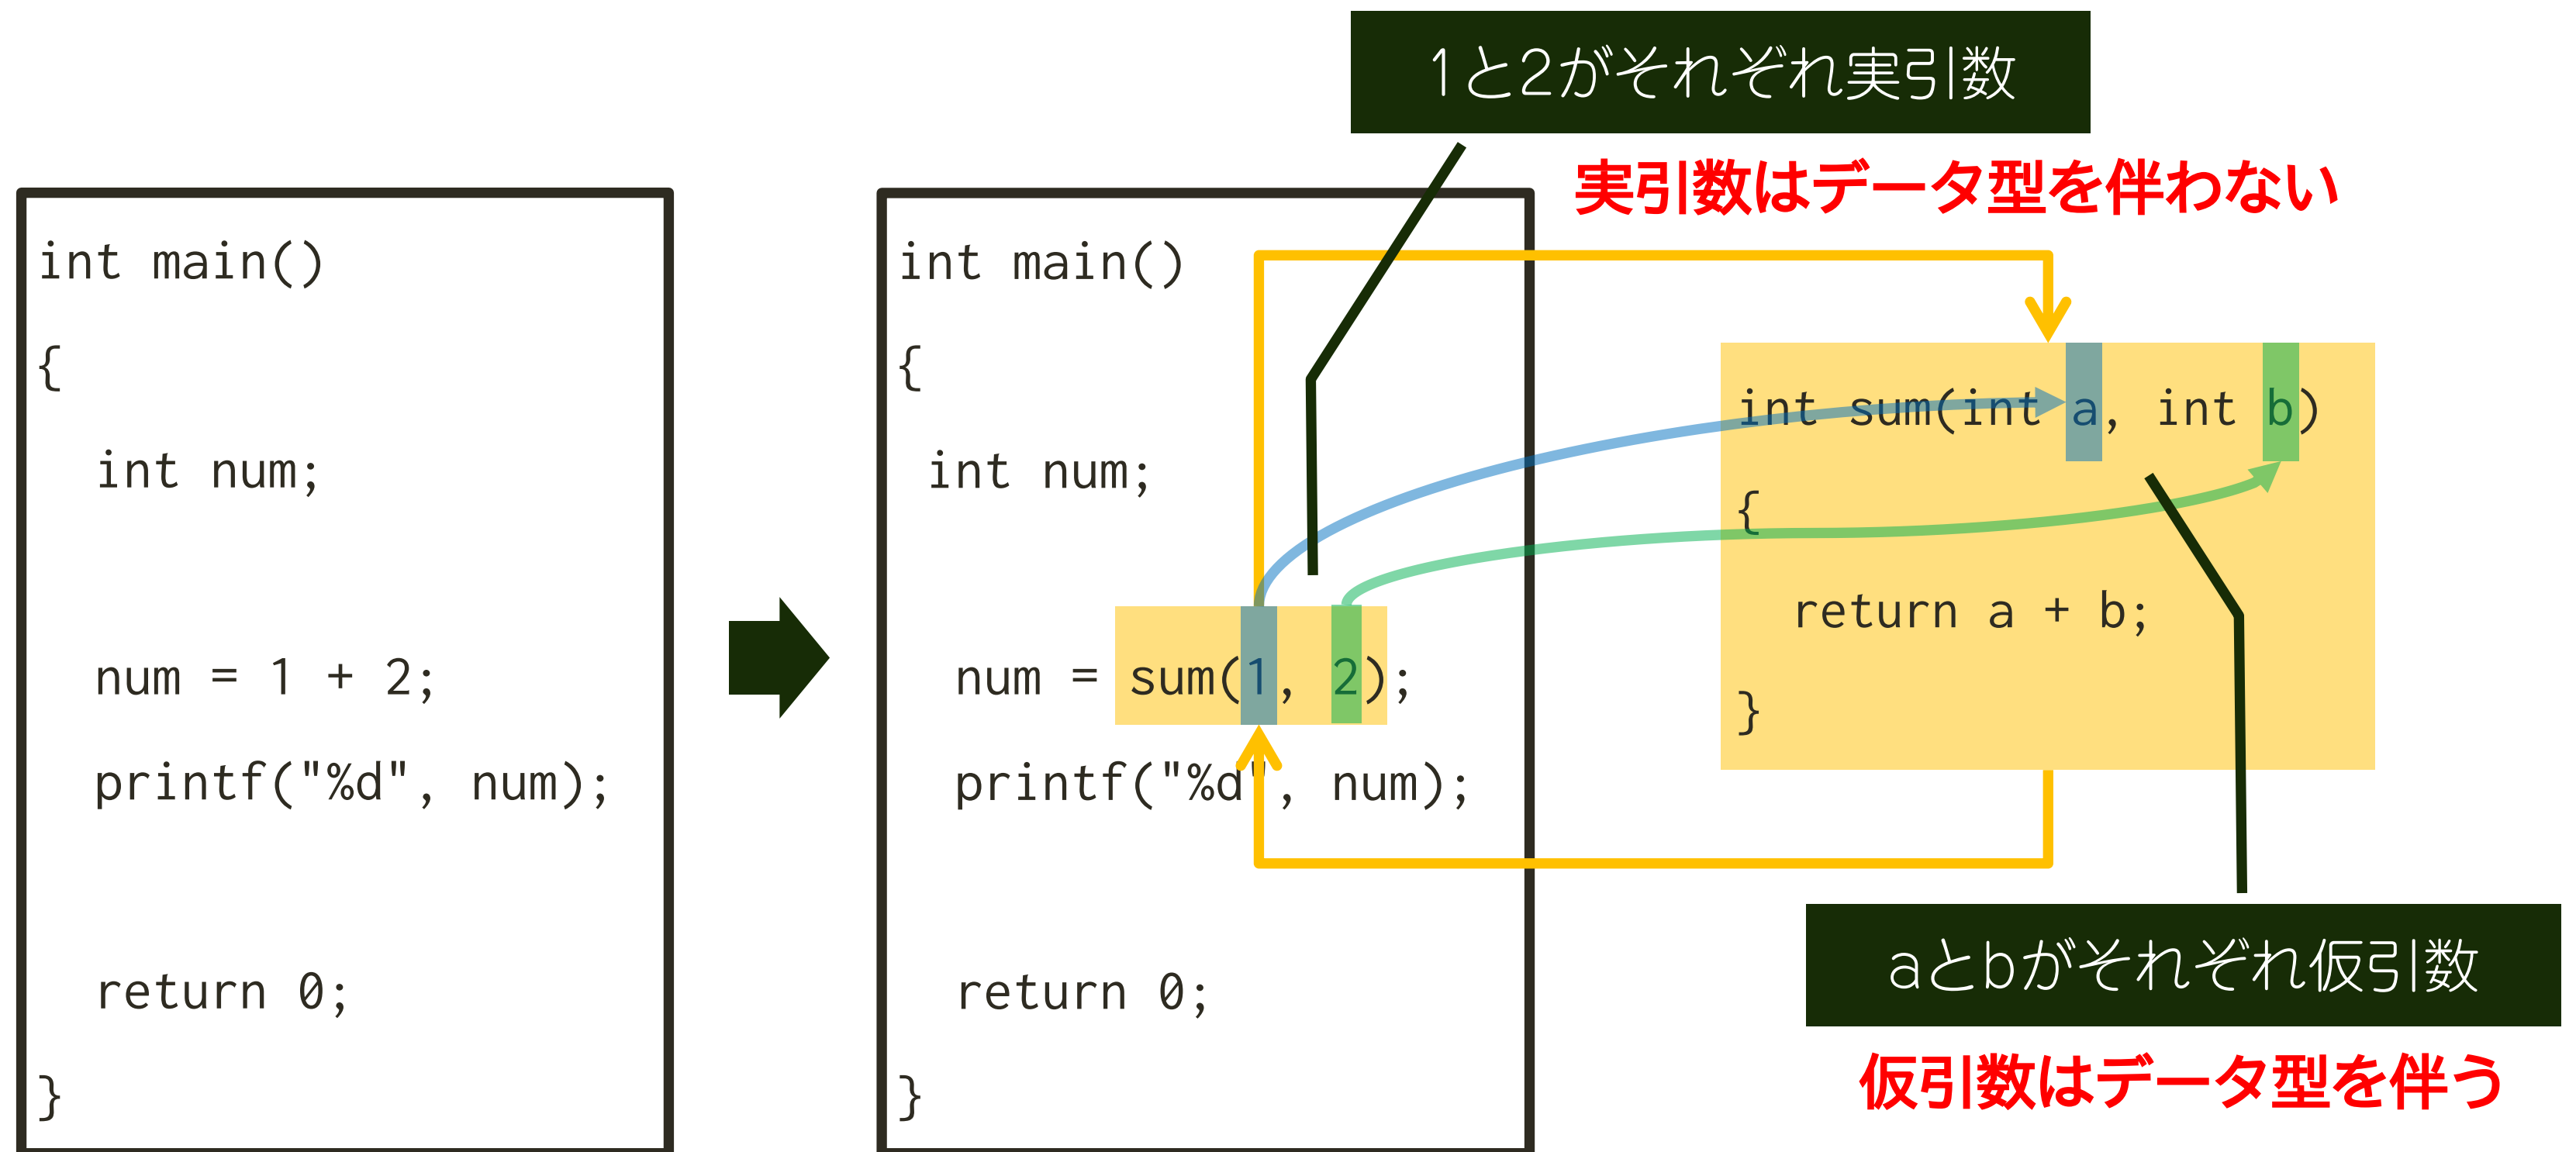 int main()
{
int num;
num = 1 + 2;
printf("%d", num);
return 0;
}
int main()
{
int num;
num = sum(1, 2);
printf("%d", num);
return 0;
}
1と2がそれぞれ実引数
実引数はデータ型を伴わない
int sum(int a, int b)
{
return a + b;
}
aとbがそれぞれ仮引数
仮引数はデータ型を伴う